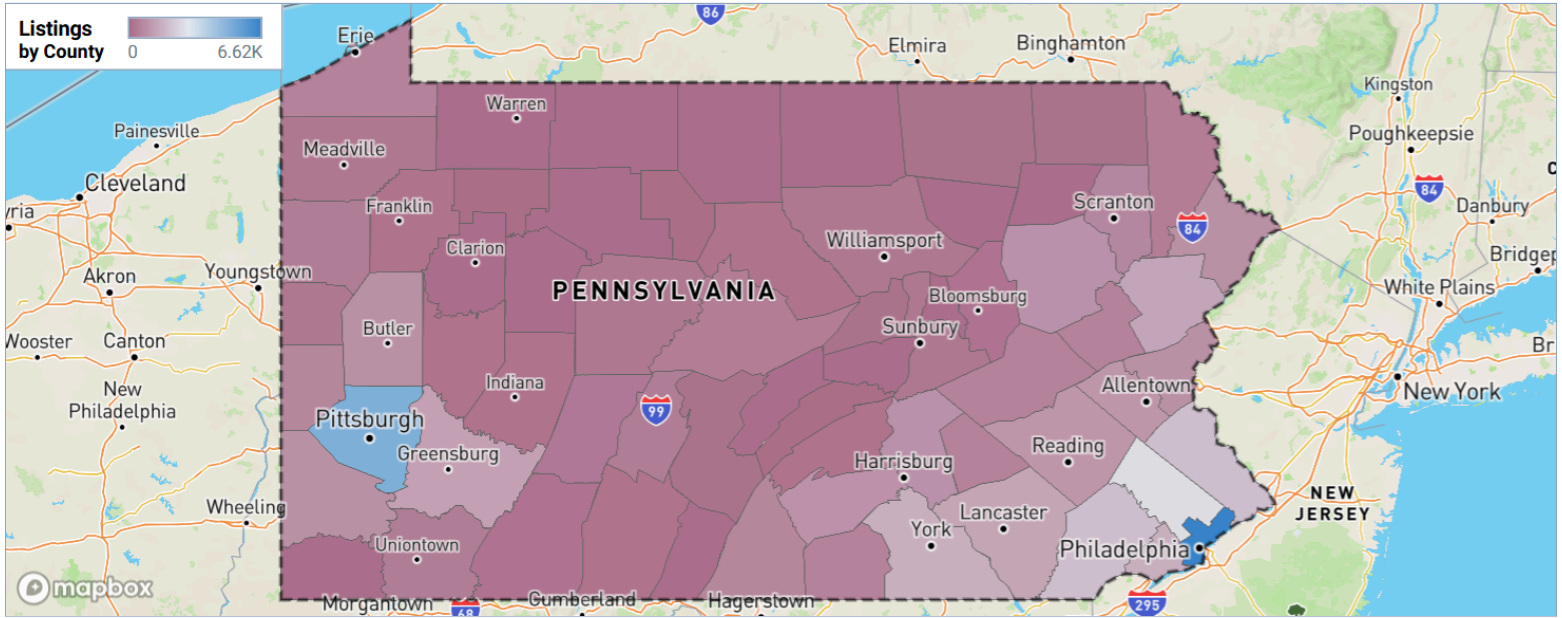 Listings
by County
0
6.62K
86
Erie
Elmira
Binghamton
Kingston
Warren
Painesville
Poughkeepsie
Meadville
Cleveland
84
Danbury
Scranton
Franklin
84
Williamsport
Clarion
Akron
Youngstown
Bridgep
White Plains
PENNSYLVANIA
Bloomsburg
Butler
Sunbury
Wooster
Canton
Br
New
Philadelphia
Indiana
Allentown
New York
99
Pittsburgh
Reading
Greensburg
Harrisburg
NEW
JERSEY
Wheeling
York
Lancaster
Uniontown
Philadelphia
mapbox
Morgantown
68
Cumberland
Hagerstown
295